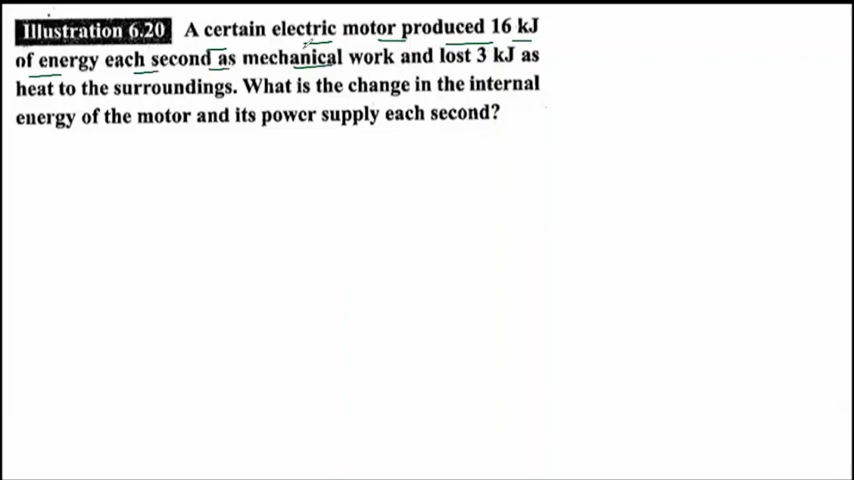 Illustration 6.20 A certain electric motor produced 16 kJ
of energy each second as mechanical work and lost 3 kJ as
heat to the surroundings. What is the change in the internal
energy of the motor and its power supply each second?